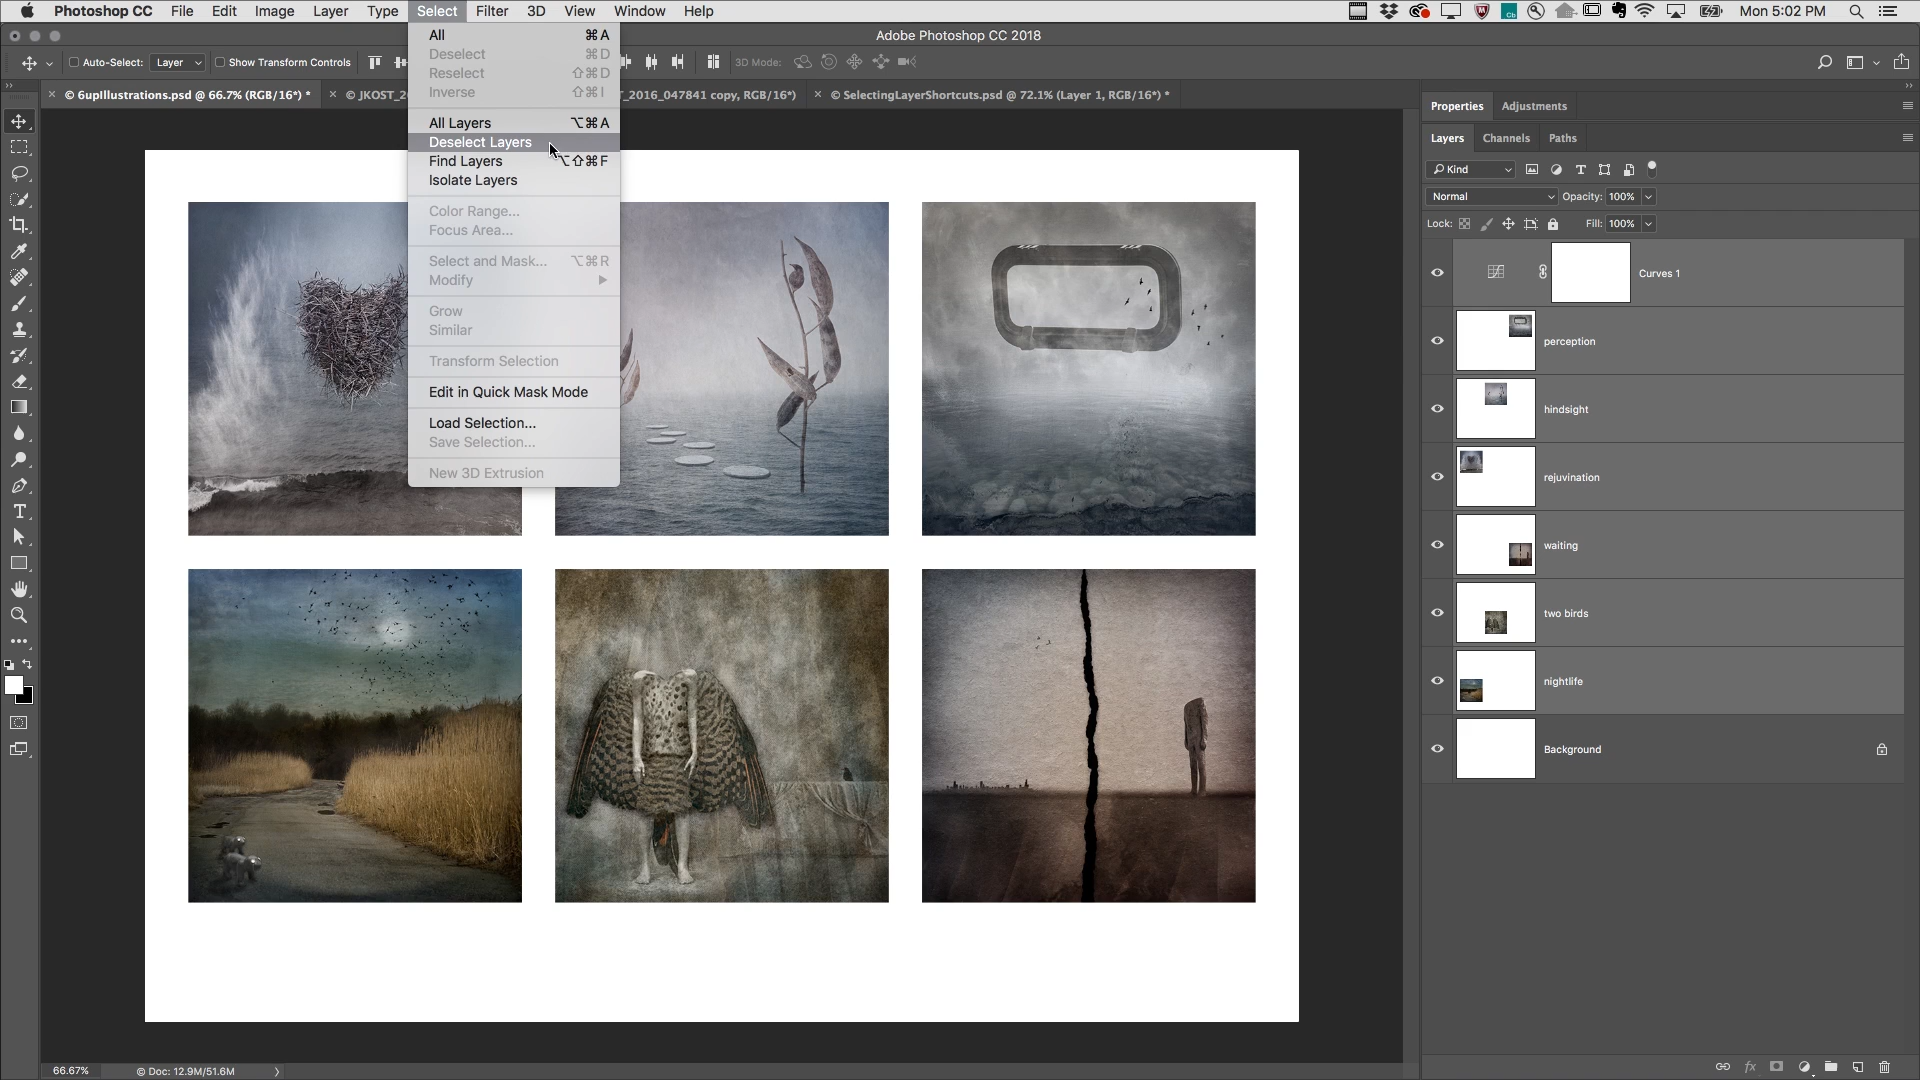 Photoshop CC File Edit Image Layer Type Select Filter 3D View Window Help Mon 5:02 PM
Adobe Photoshop CC 2018
Auto-Select: Layer Show Transform Controls 3D Mode:
× © 6upIllustrations.psd @ 66.7% (RGB/16*) * × © JKOST_20 T_2016_047841 copy, RGB/16*) × © SelectingLayerShortcuts.psd @ 72.1% (Layer 1, RGB/16*) *
All ⌘A
Deselect ⌘D
Reselect ⇧⌘D
Inverse ⇧⌘I
All Layers ⌥⌘A
Deselect Layers
Find Layers ⌥⇧⌘F
Isolate Layers
Color Range...
Focus Area...
Select and Mask... ⌥⌘R
Modify
Grow
Similar
Transform Selection
Edit in Quick Mask Mode
Load Selection...
Save Selection...
New 3D Extrusion
Properties Adjustments
Layers Channels Paths
Kind
Normal Opacity: 100%
Lock: Fill: 100%
Curves 1
perception
hindsight
rejuvination
waiting
two birds
nightlife
Background
66.67% © Doc: 12.9M/51.6M
fx